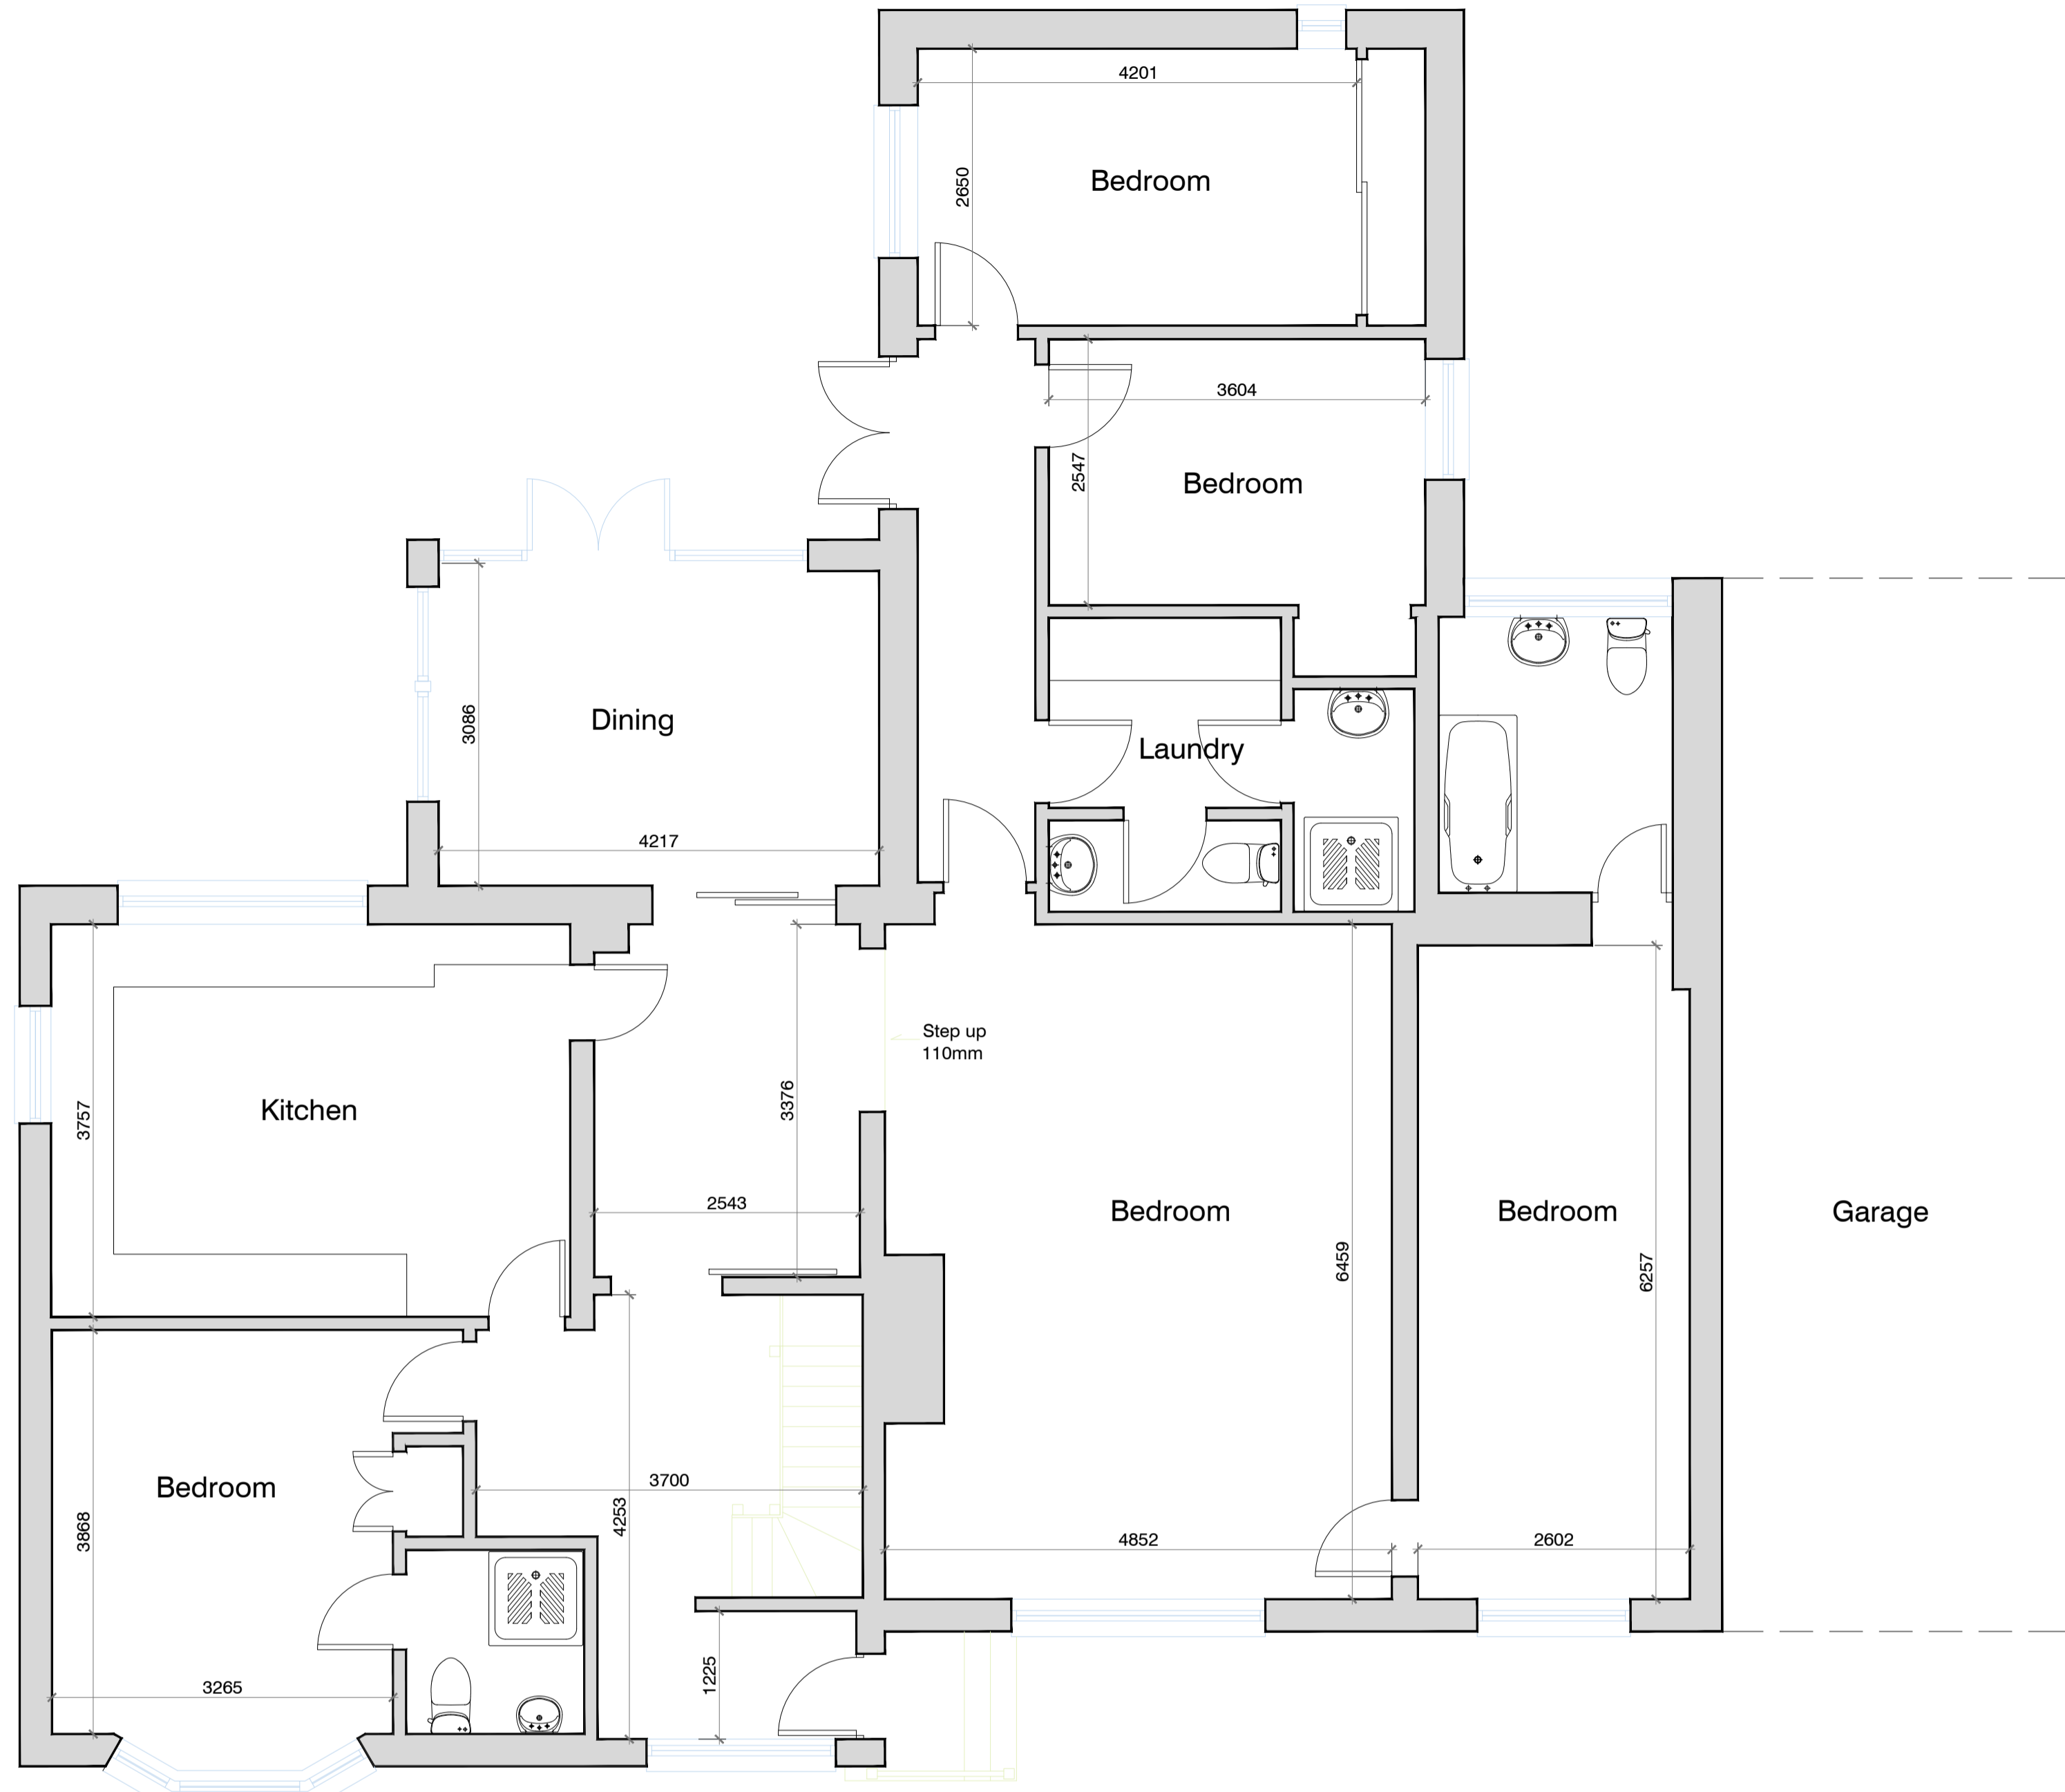 4201
2650
Bedroom
3604
2547
Bedroom
3086
Dining
Laundry
4217
Step up
110mm
3757
Kitchen
3376
2543
Bedroom
6459
Bedroom
6257
Garage
Bedroom
3868
3700
4253
4852
2602
1225
3265